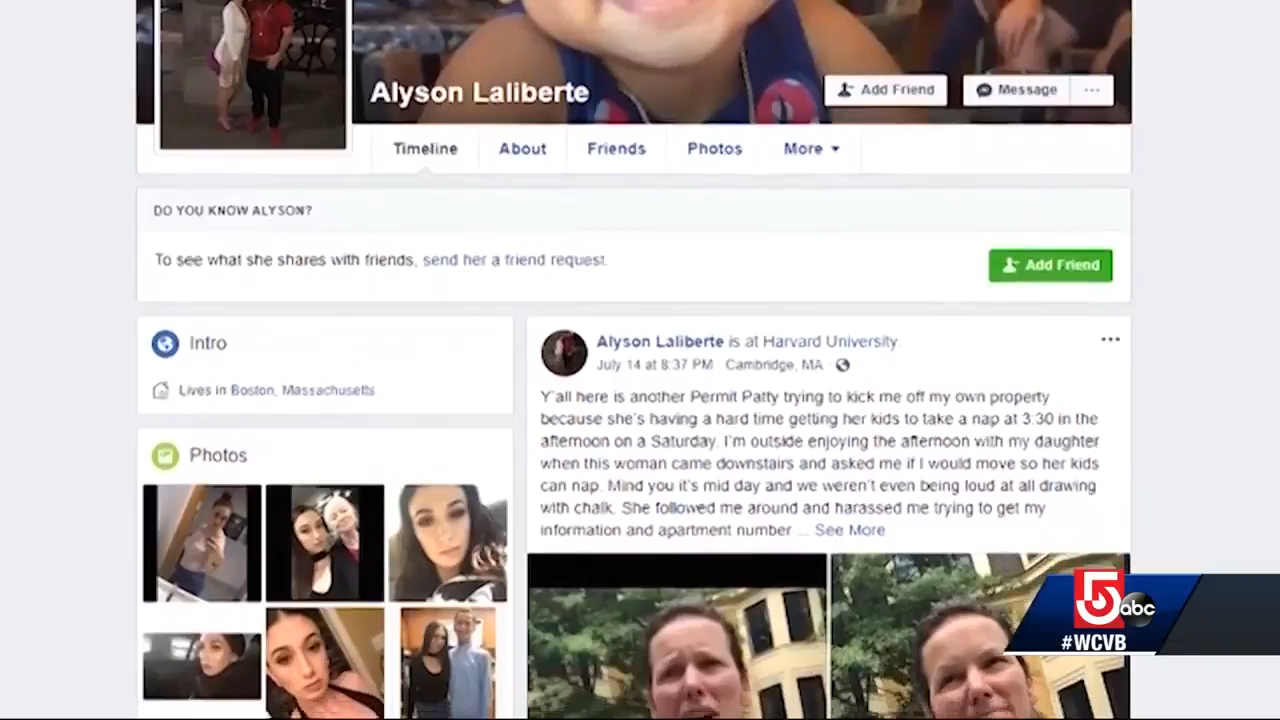 Alyson Laliberte
Add Friend
Message
...
Timeline
About
Friends
Photos
More
DO YOU KNOW ALYSON?
To see what she shares with friends, send her a friend request.
Add Friend
Intro
Lives in Boston, Massachusetts
Photos
Alyson Laliberte is at Harvard University.
July 14 at 8:37 PM · Cambridge, MA
Y'all here is another Permit Patty trying to kick me off my own property
because she's having a hard time getting her kids to take a nap at 3:30 in the
afternoon on a Saturday. I'm outside enjoying the afternoon with my daughter
when this woman came downstairs and asked me if I would move so her kids
can nap. Mind you it's mid day and we weren't even being loud at all drawing
with chalk. She followed me around and harassed me trying to get my
information and apartment number ... See More
5 abc
#WCVB